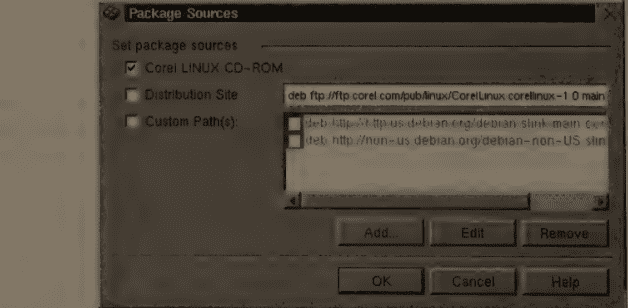 Package Sources
Set package sources
Corel LINUX CD-ROM
Distribution Site
deb ftp://ftp.corel.com/pub/linux/CorelLinux corellinux-1.0 main
Custom Path(s):
deb http://http.us.debian.org/debian slink main con
deb http://non-us.debian.org/debian-non-US slin
Add...
Edit
Remove
OK
Cancel
Help